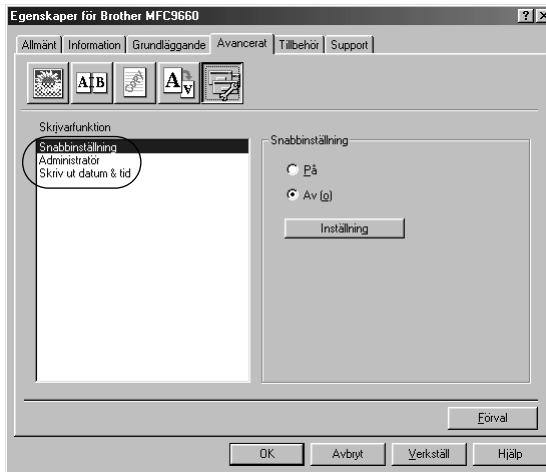 Egenskaper för Brother MFC9660
Allmänt Information Grundläggande Avancerat Tillbehör Support
A B
A A
Skrivarfunktion
Snabbinställning
Administratör
Skriv ut datum & tid
Snabbinställning
På
Av (o)
Inställning
Förval
OK Avbryt Verkställ Hjälp